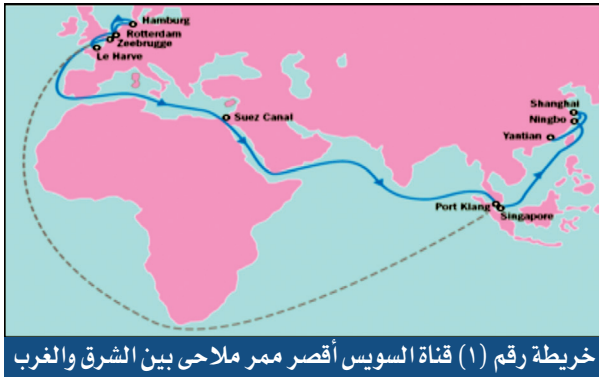 Hamburg
Rotterdam
Zeebrugge
Le Harve
Suez Canal
Shanghai
Ningbo
Yantian
Port Klang
Singapore
خريطة رقم (١) قناة السويس أقصر ممر ملاحى بين الشرق والغرب